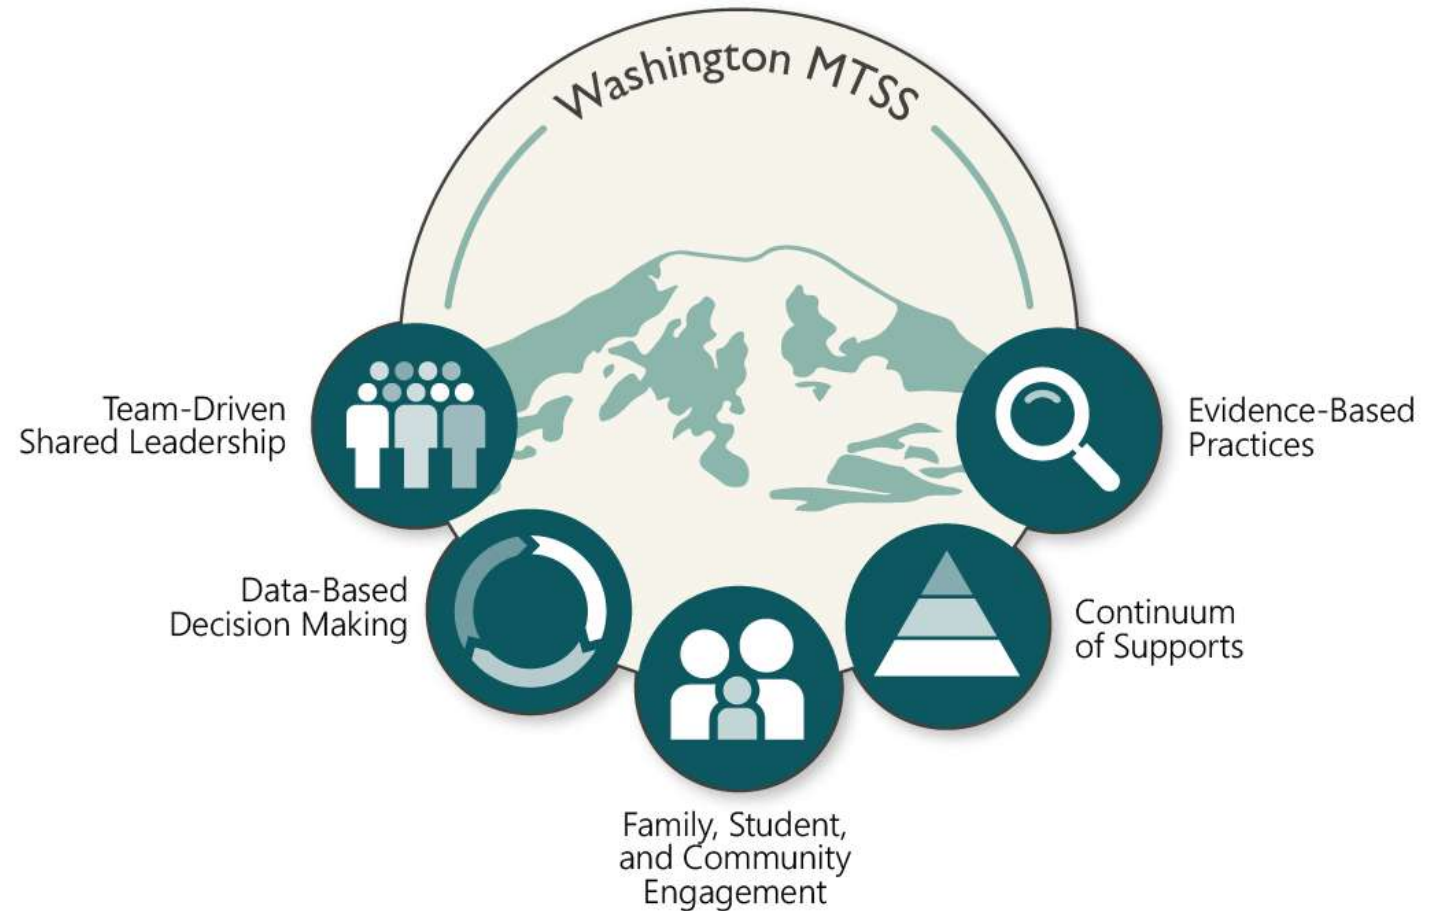 Washington MTSS
Team-Driven
Shared Leadership
Evidence-Based
Practices
Data-Based
Decision Making
Continuum
of Supports
Family, Student,
and Community
Engagement